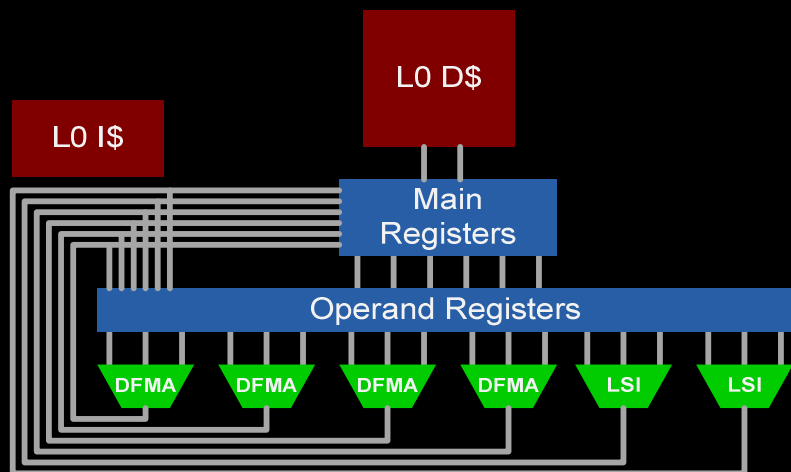 L0 D$
L0 I$
Main
Registers
Operand Registers
DFMA
DFMA
DFMA
DFMA
LSI
LSI